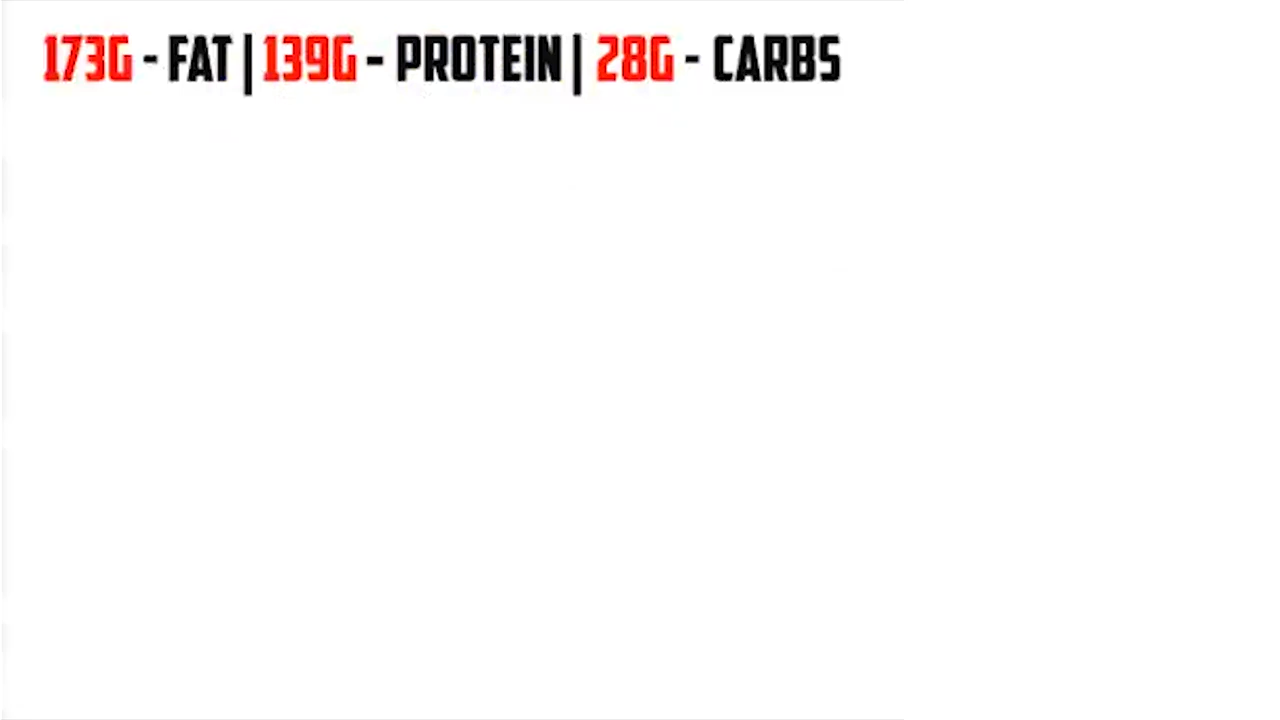 173G - FAT | 139G - PROTEIN | 28G - CARBS